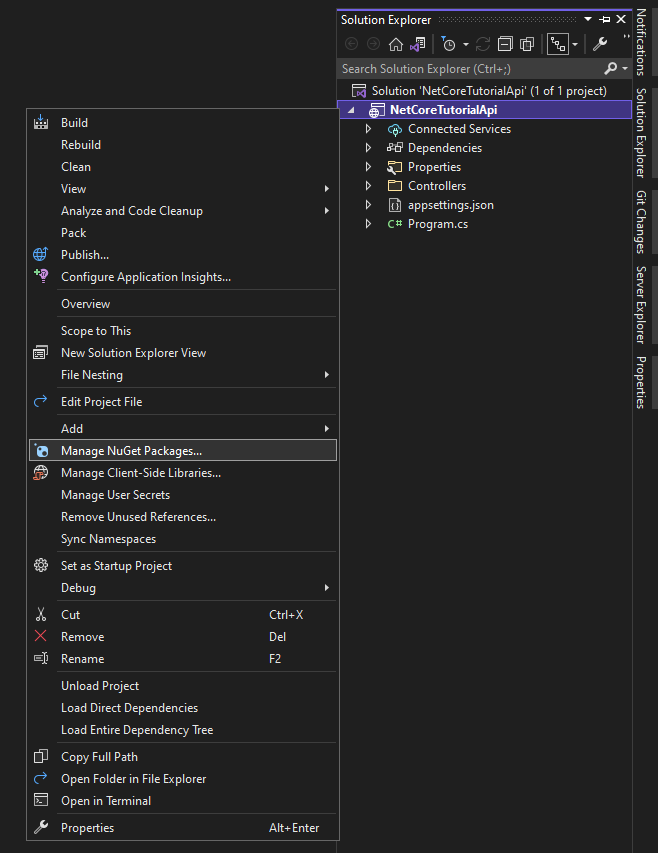 Solution Explorer
Search Solution Explorer (Ctrl+;)
Solution 'NetCoreTutorialApi' (1 of 1 project)
NetCoreTutorialApi
Connected Services
Dependencies
Properties
Controllers
appsettings.json
C# Program.cs
Build
Rebuild
Clean
View
Analyze and Code Cleanup
Pack
Publish...
Configure Application Insights...
Overview
Scope to This
New Solution Explorer View
File Nesting
Edit Project File
Add
Manage NuGet Packages...
Manage Client-Side Libraries...
Manage User Secrets
Remove Unused References...
Sync Namespaces
Set as Startup Project
Debug
Cut Ctrl+X
Remove Del
Rename F2
Unload Project
Load Direct Dependencies
Load Entire Dependency Tree
Copy Full Path
Open Folder in File Explorer
Open in Terminal
Properties Alt+Enter
Notifications
Solution Explorer
Git Changes
Server Explorer
Properties